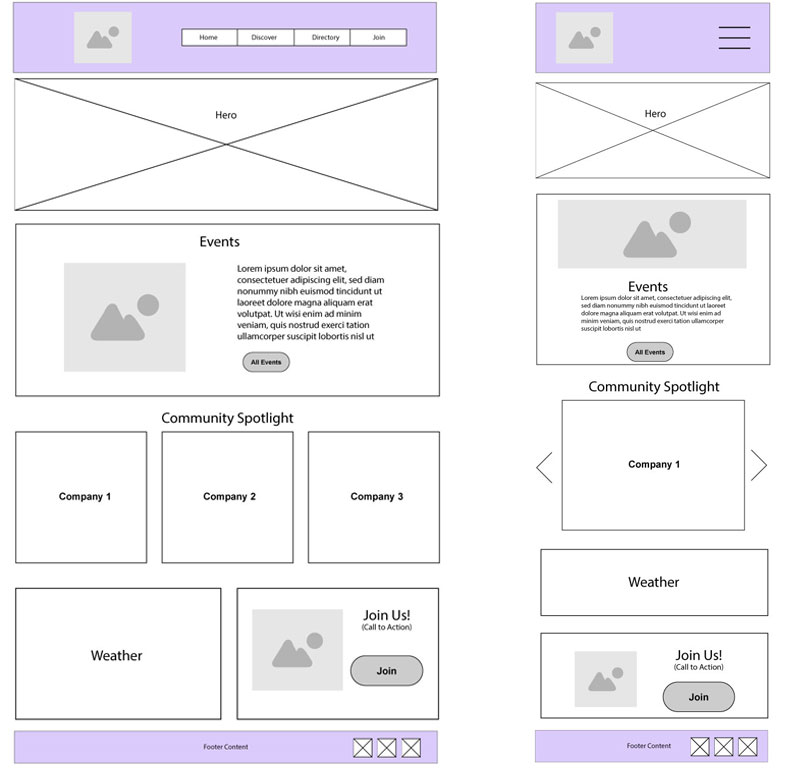 Home Discover Directory Join
Hero
Events
Lorem ipsum dolor sit amet,
consectetuer adipiscing elit, sed diam
nonummy nibh euismod tincidunt ut
laoreet dolore magna aliquam erat
volutpat. Ut wisi enim ad minim
veniam, quis nostrud exerci tation
ullamcorper suscipit lobortis nisl ut
All Events
Community Spotlight
Company 1 Company 2 Company 3
Weather
Join Us!
(Call to Action)
Join
Footer Content
Hero
Events
Lorem ipsum dolor sit amet, consectetuer adipiscing elit,
sed diam nonummy nibh euismod tincidunt ut laoreet
dolore magna aliquam erat volutpat. Ut wisi enim ad
minim veniam, quis nostrud exerci tation ullamcorper
suscipit lobortis nisl ut
All Events
Community Spotlight
Company 1
Weather
Join Us!
(Call to Action)
Join
Footer Content